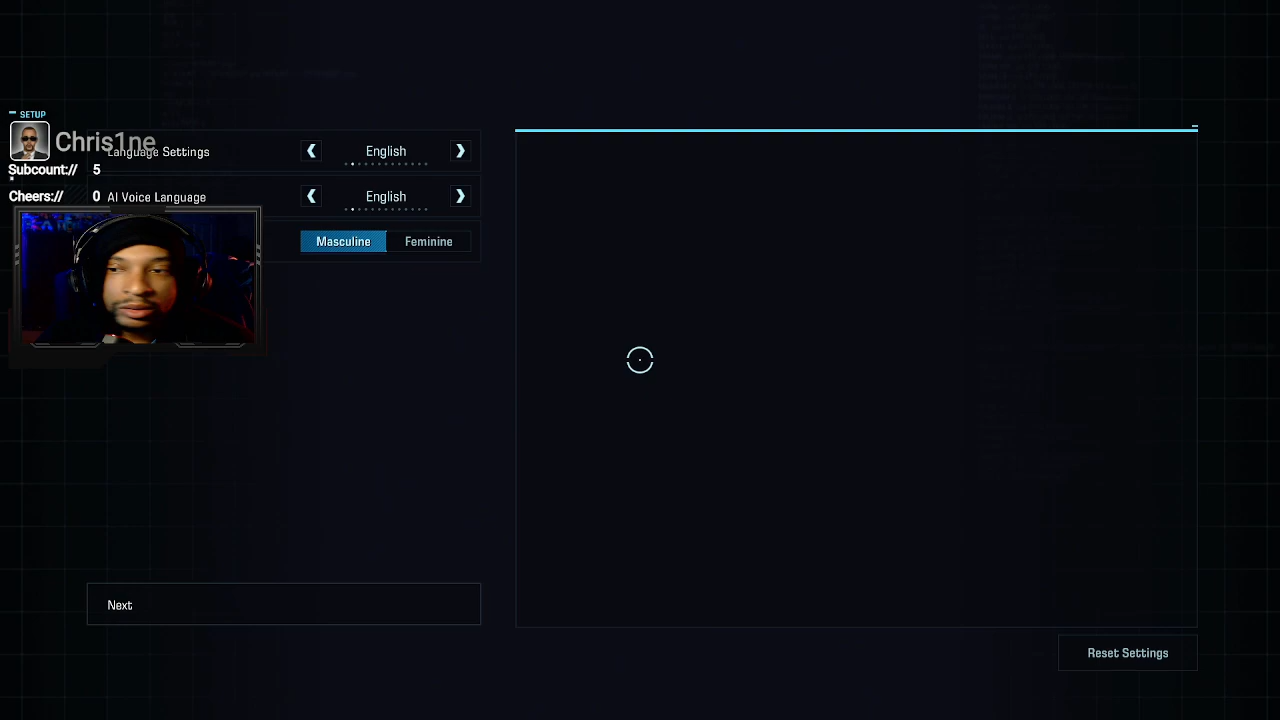 SETUP
Chris1ne
Language Settings
English
Subcount://
5
Cheers://
0
AI Voice Language
English
Masculine
Feminine
Next
Reset Settings